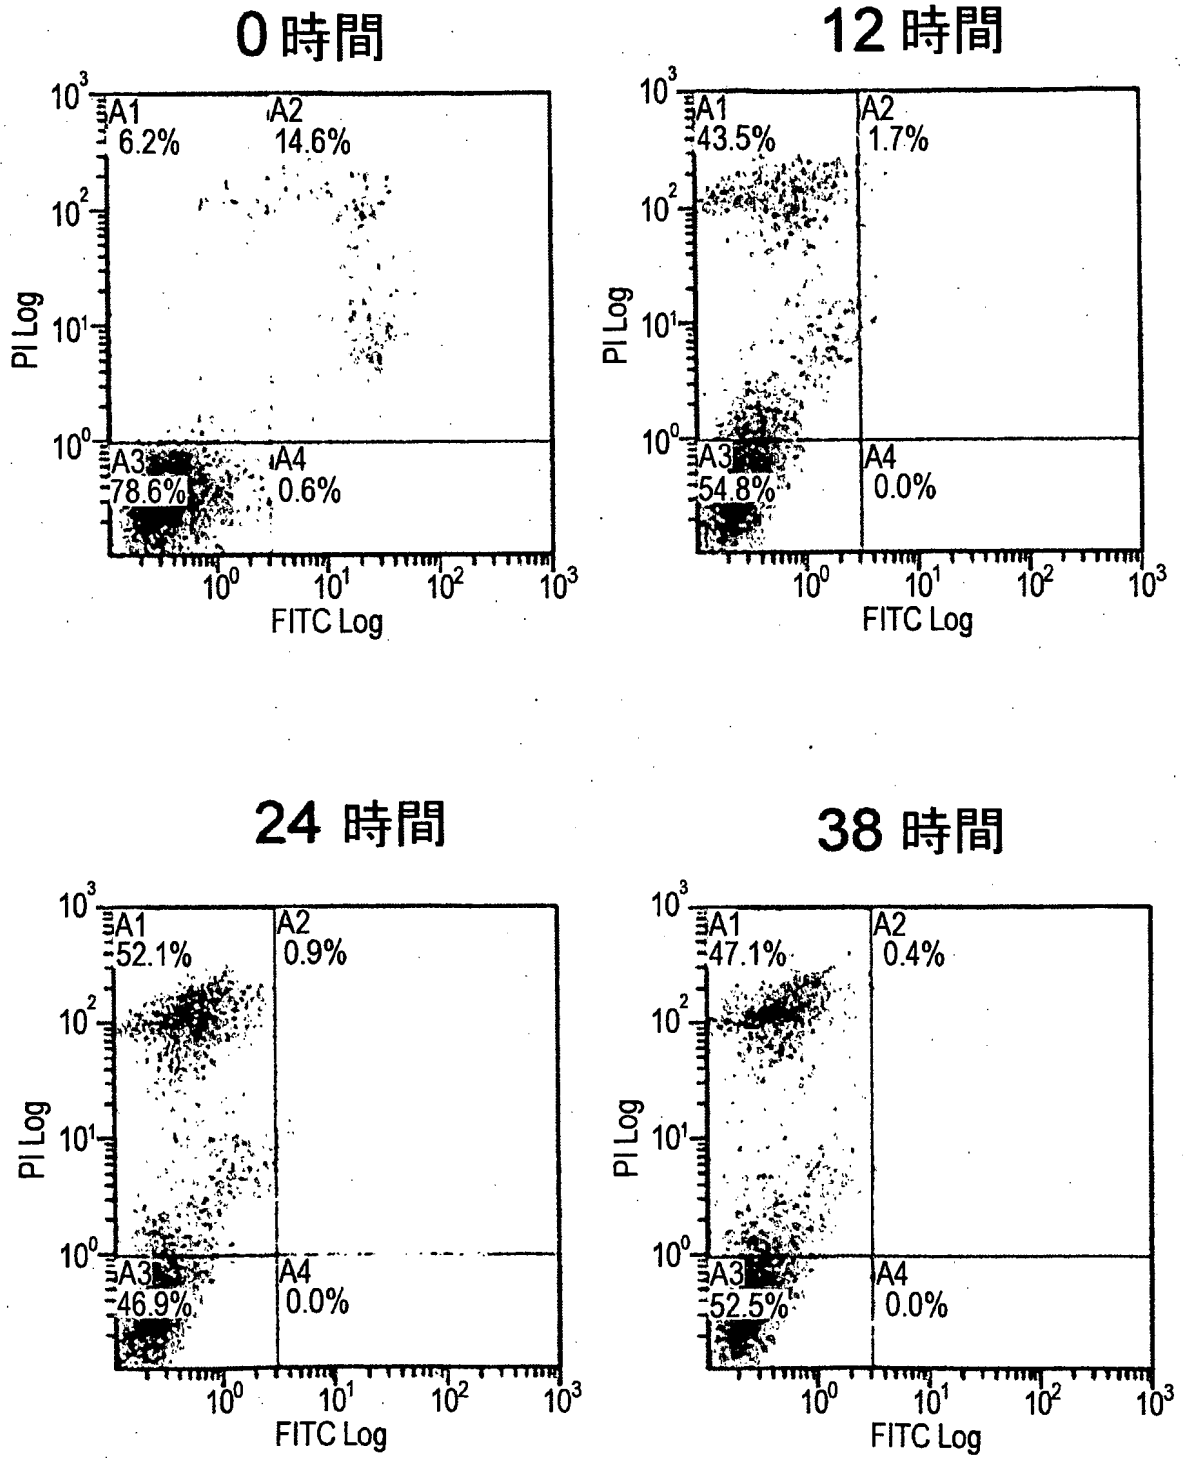 0 時間
10³
A1
6.2%
A2
14.6%
10²
PI Log
10¹
10⁰
A3
78.6%
A4
0.6%
10⁰
10¹
10²
10³
FITC Log
12 時間
10³
A1
43.5%
A2
1.7%
10²
PI Log
10¹
10⁰
A3
54.8%
A4
0.0%
10⁰
10¹
10²
10³
FITC Log
24 時間
10³
A1
52.1%
A2
0.9%
10²
PI Log
10¹
10⁰
A3
46.9%
A4
0.0%
10⁰
10¹
10²
10³
FITC Log
38 時間
10³
A1
47.1%
A2
0.4%
10²
PI Log
10¹
10⁰
A3
52.5%
A4
0.0%
10⁰
10¹
10²
10³
FITC Log